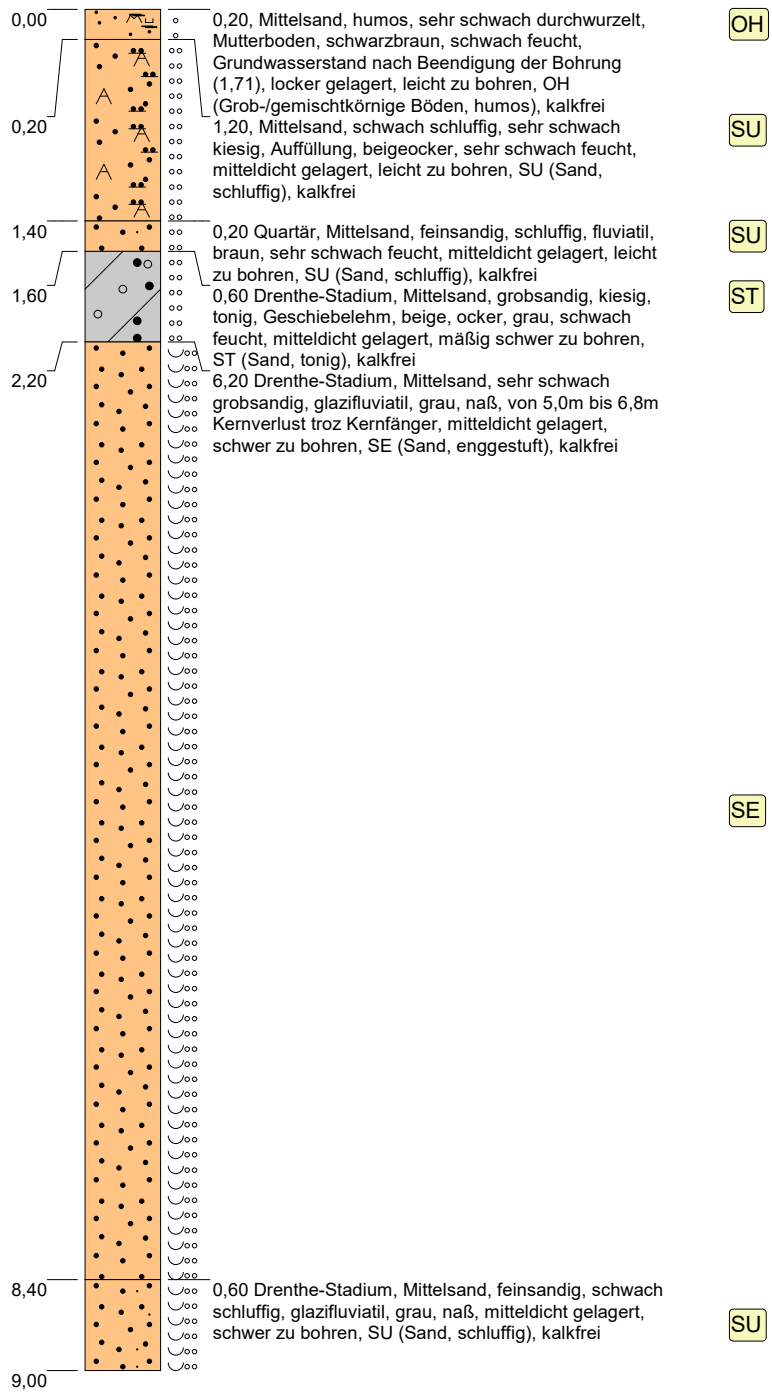 0,00
0,20, Mittelsand, humos, sehr schwach durchwurzelt,
Mutterboden, schwarzbraun, schwach feucht,
Grundwasserstand nach Beendigung der Bohrung
(1,71), locker gelagert, leicht zu bohren, OH
(Grob-/gemischtkörnige Böden, humos), kalkfrei
OH
0,20
1,20, Mittelsand, schwach schluffig, sehr schwach
kiesig, Auffüllung, beigeocker, sehr schwach feucht,
mitteldicht gelagert, leicht zu bohren, SU (Sand,
schluffig), kalkfrei
SU
1,40
0,20 Quartär, Mittelsand, feinsandig, schluffig, fluviatil,
braun, sehr schwach feucht, mitteldicht gelagert, leicht
zu bohren, SU (Sand, schluffig), kalkfrei
SU
1,60
0,60 Drenthe-Stadium, Mittelsand, grobsandig, kiesig,
tonig, Geschiebelehm, beige, ocker, grau, schwach
feucht, mitteldicht gelagert, mäßig schwer zu bohren,
ST (Sand, tonig), kalkfrei
ST
2,20
6,20 Drenthe-Stadium, Mittelsand, sehr schwach
grobsandig, glazifluviatil, grau, naß, von 5,0m bis 6,8m
Kernverlust troz Kernfänger, mitteldicht gelagert,
schwer zu bohren, SE (Sand, enggestuft), kalkfrei
SE
8,40
0,60 Drenthe-Stadium, Mittelsand, feinsandig, schwach
schluffig, glazifluviatil, grau, naß, mitteldicht gelagert,
schwer zu bohren, SU (Sand, schluffig), kalkfrei
SU
9,00